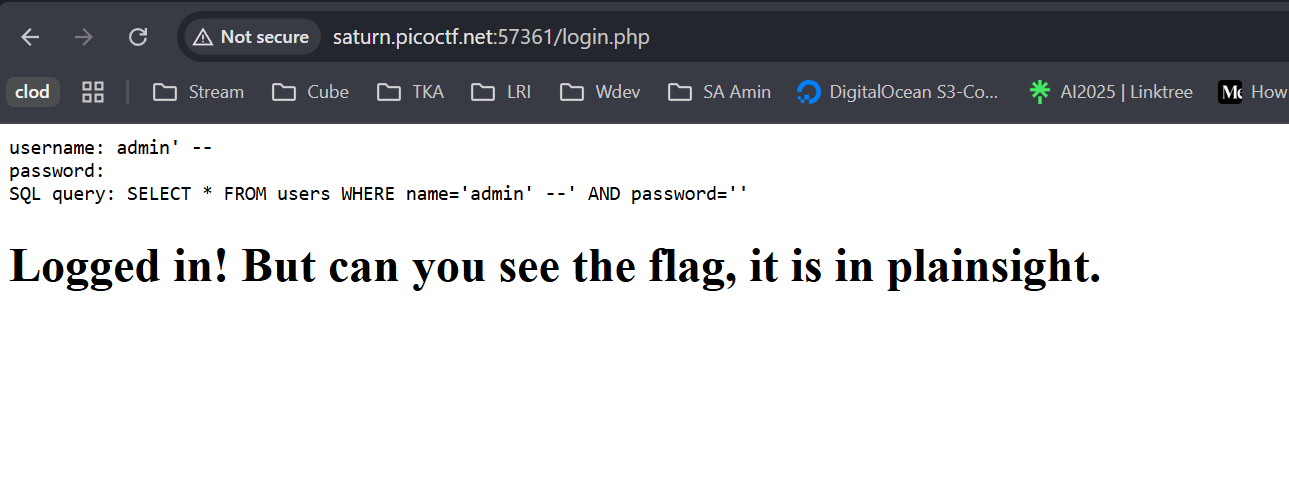 Not secure
saturn.picoctf.net:57361/login.php
clod
Stream
Cube
TKA
LRI
Wdev
SA Amin
DigitalOcean S3-Co...
AI2025 | Linktree
How
username: admin' --
password:
SQL query: SELECT * FROM users WHERE name='admin' --' AND password=''
Logged in! But can you see the flag, it is in plainsight.